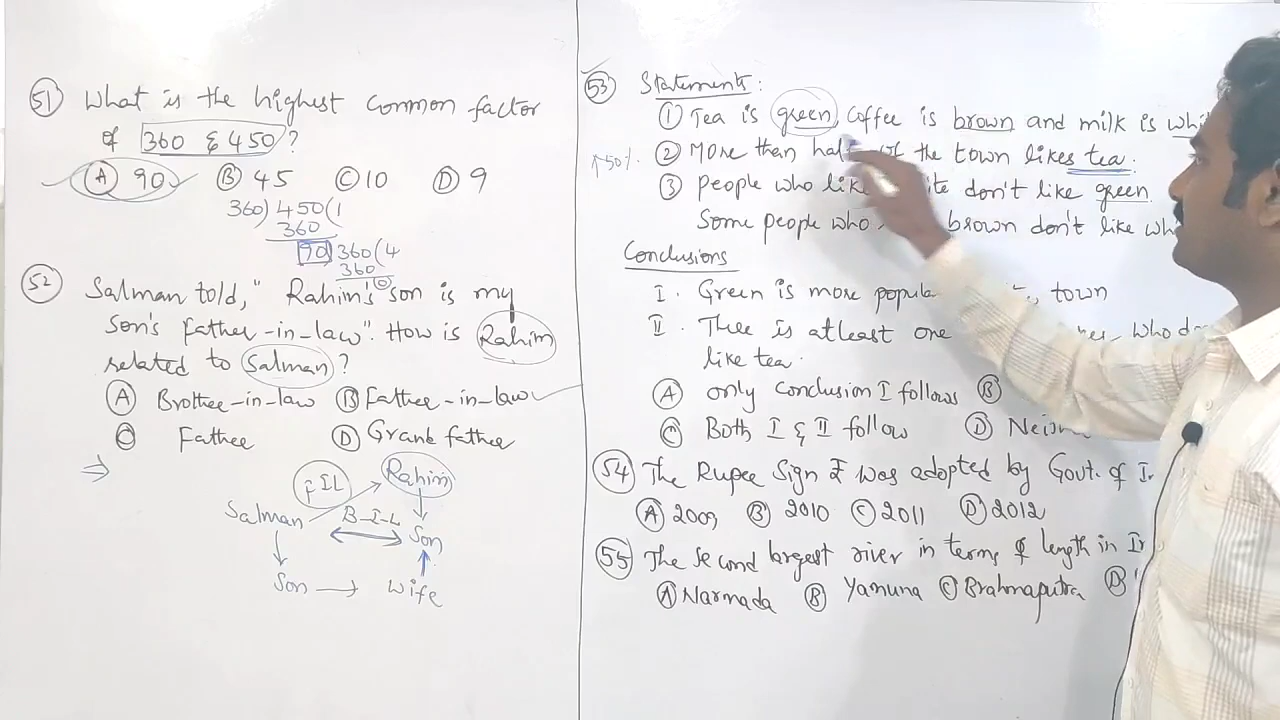 51 What is the highest common factor
of 360 & 450 ?
A 90 B 45 C 10 D 9
360) 450 (1
360
90) 360 (4
360
0
52 Salman told, " Rahim's son is my
son's father-in-law". How is Rahim
related to Salman ?
A Brother-in-law B Father-in-law
C Father D Grand father
⇒
FIL Rahim
Salman B-I-L Son
Son → Wife
53 Statements :
1 Tea is green, coffee is brown and milk is
↑50% 2 More than half of the town likes tea.
3 people who like don't like green
Some people who brown don't like
Conclusions
I. Green is more town
II. There is atleast one who
like tea.
A only conclusion I follows B
C Both I & II follow D
54 The Rupee Sign ₹ was adopted by Govt. of
A 2009 B 2010 C 2011 D 2012
55 The second largest river in terms of length in
A Narmada B Yamuna C Brahmaputra D